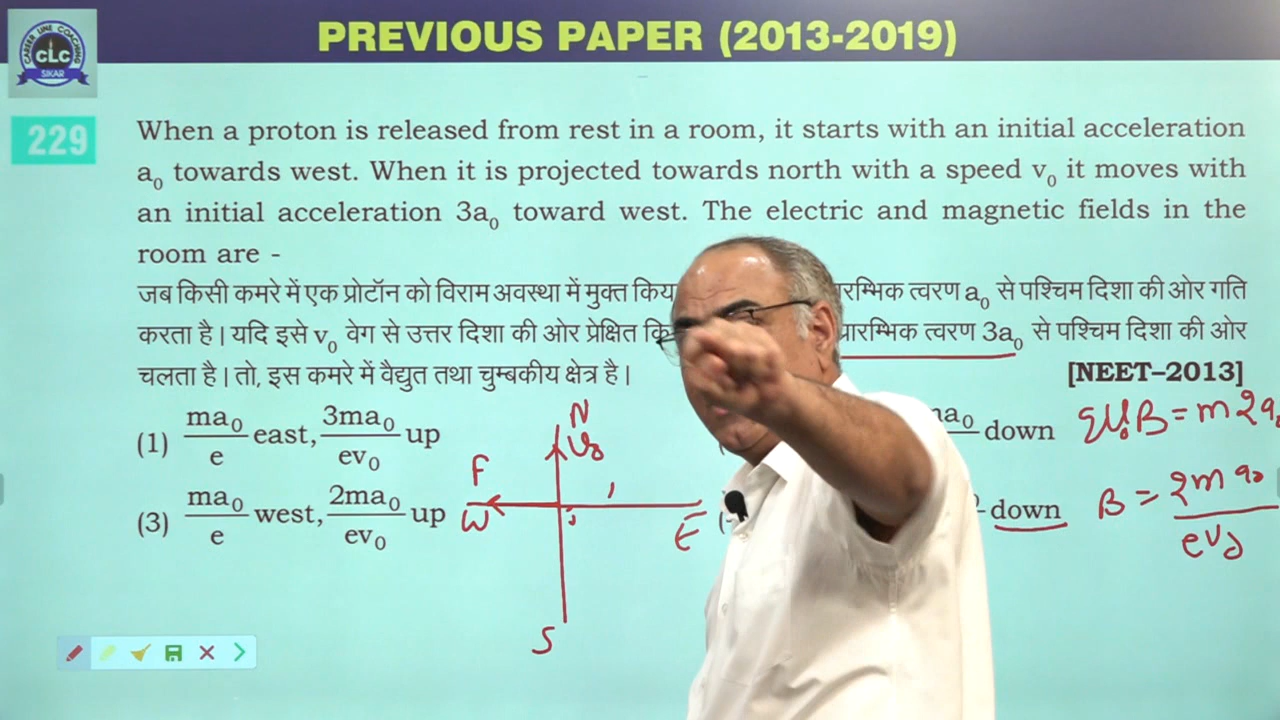 PREVIOUS PAPER (2013-2019)
CAREER LINE COACHING
CLC
SIKAR
229
When a proton is released from rest in a room, it starts with an initial acceleration
a₀ towards west. When it is projected towards north with a speed v₀ it moves with
an initial acceleration 3a₀ toward west. The electric and magnetic fields in the
room are -
जब किसी कमरे में एक प्रोटॉन को विराम अवस्था में मुक्त a₀ से पश्चिम दिशा की ओर गति
करता है। यदि इसे v₀ वेग से उत्तर दिशा की ओर प्रेक्षित प्रारम्भिक त्वरण 3a₀ से पश्चिम दिशा की ओर
चलता है। तो, इस कमरे में वैद्युत तथा चुम्बकीय क्षेत्र है।
[NEET–2013]
(1) ma₀/e east, 3ma₀/ev₀ up
down
(3) ma₀/e west, 2ma₀/ev₀ up
down
N
v₀
F
W
E
S
B = m2a₀
B = 2ma₀/ev₀